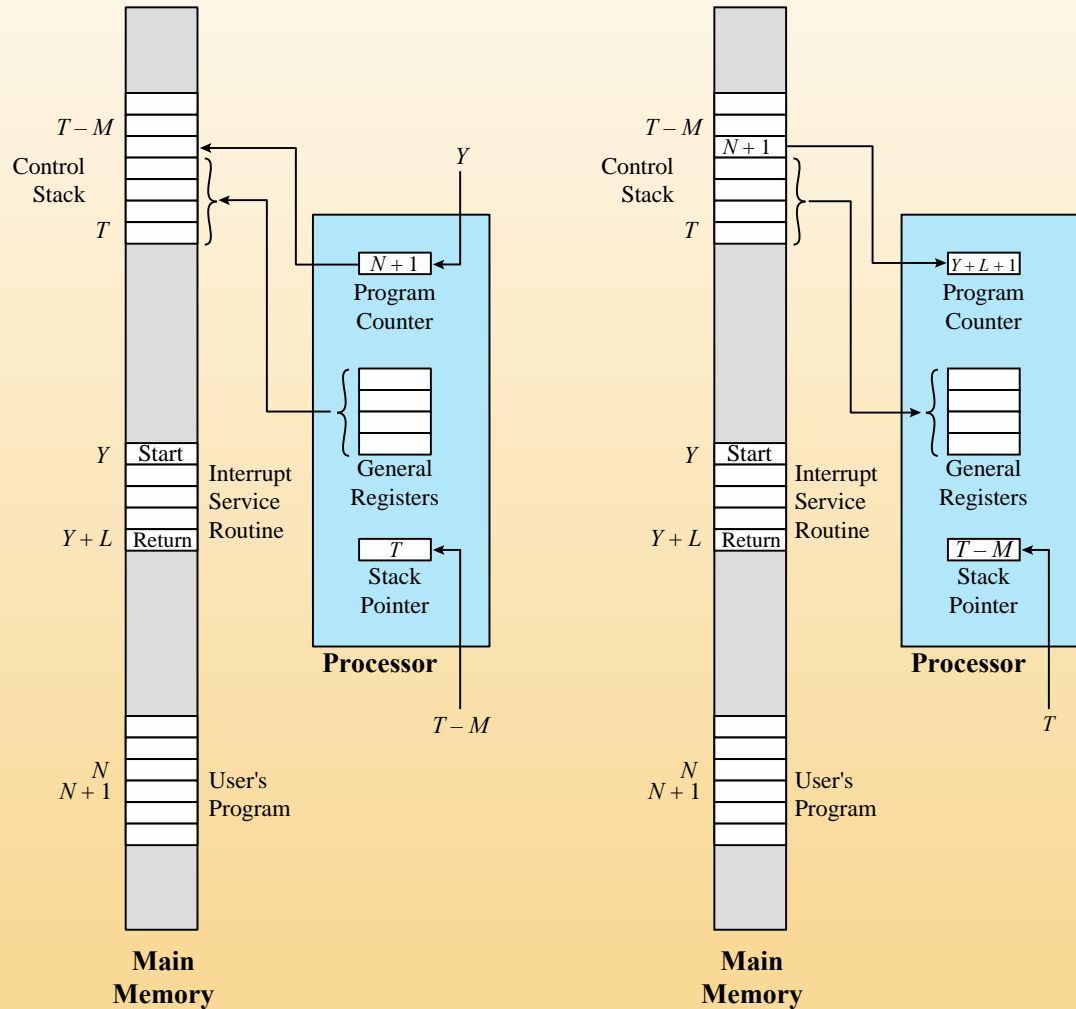 T – M
Control
Stack
T
Y
N + 1
Program
Counter
General
Registers
T
Stack
Pointer
Processor
T – M
Y
Start
Interrupt
Service
Routine
Y + L
Return
N
N + 1
User's
Program
Main
Memory
T – M
N + 1
Control
Stack
T
Y + L + 1
Program
Counter
General
Registers
T – M
Stack
Pointer
Processor
T
Y
Start
Interrupt
Service
Routine
Y + L
Return
N
N + 1
User's
Program
Main
Memory